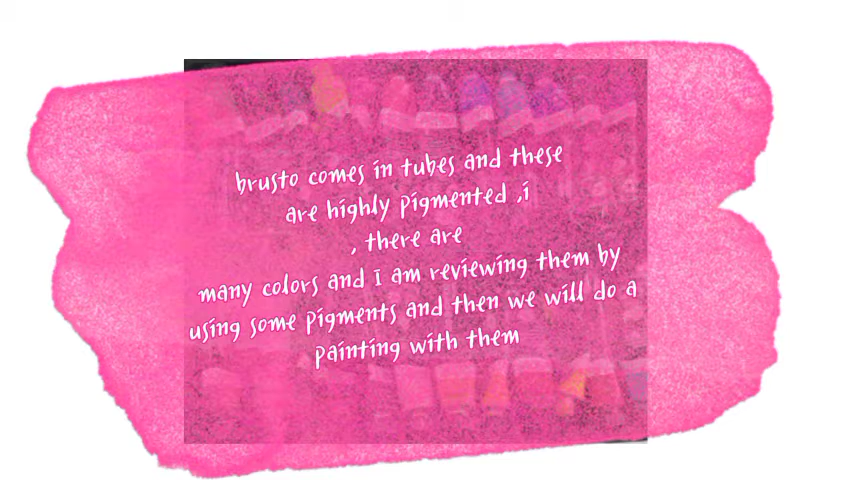 brusto comes in tubes and these
are highly pigmented ,i
, there are
many colors and I am reviewing them by
using some pigments and then we will do a
painting with them